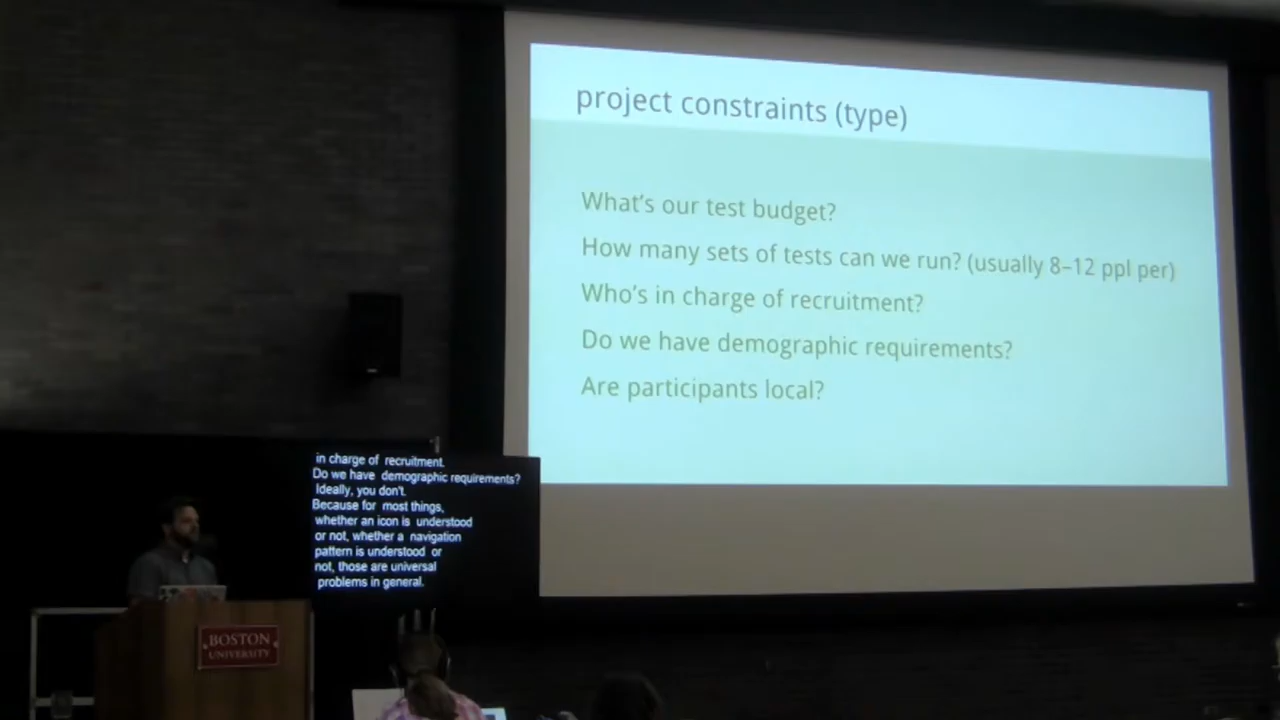 project constraints (type)
What's our test budget?
How many sets of tests can we run? (usually 8–12 ppl per)
Who's in charge of recruitment?
Do we have demographic requirements?
Are participants local?
in charge of recruitment.
Do we have demographic requirements?
Ideally, you don't.
Because for most things,
whether an icon is understood
or not, whether a navigation
pattern is understood or
not, those are universal
problems in general.
BOSTON
UNIVERSITY